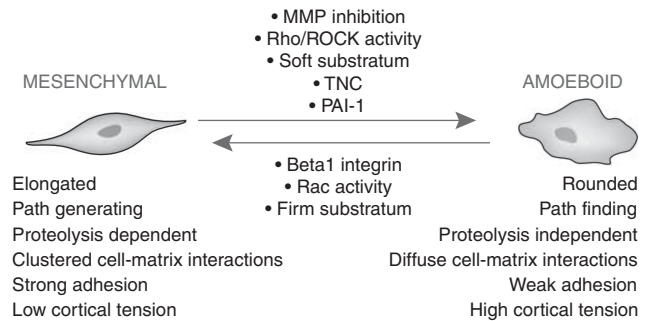 • MMP inhibition
• Rho/ROCK activity
• Soft substratum
• TNC
• PAI-1
MESENCHYMAL
AMOEBOID
• Beta1 integrin
• Rac activity
• Firm substratum
Elongated
Path generating
Proteolysis dependent
Clustered cell-matrix interactions
Strong adhesion
Low cortical tension
Rounded
Path finding
Proteolysis independent
Diffuse cell-matrix interactions
Weak adhesion
High cortical tension